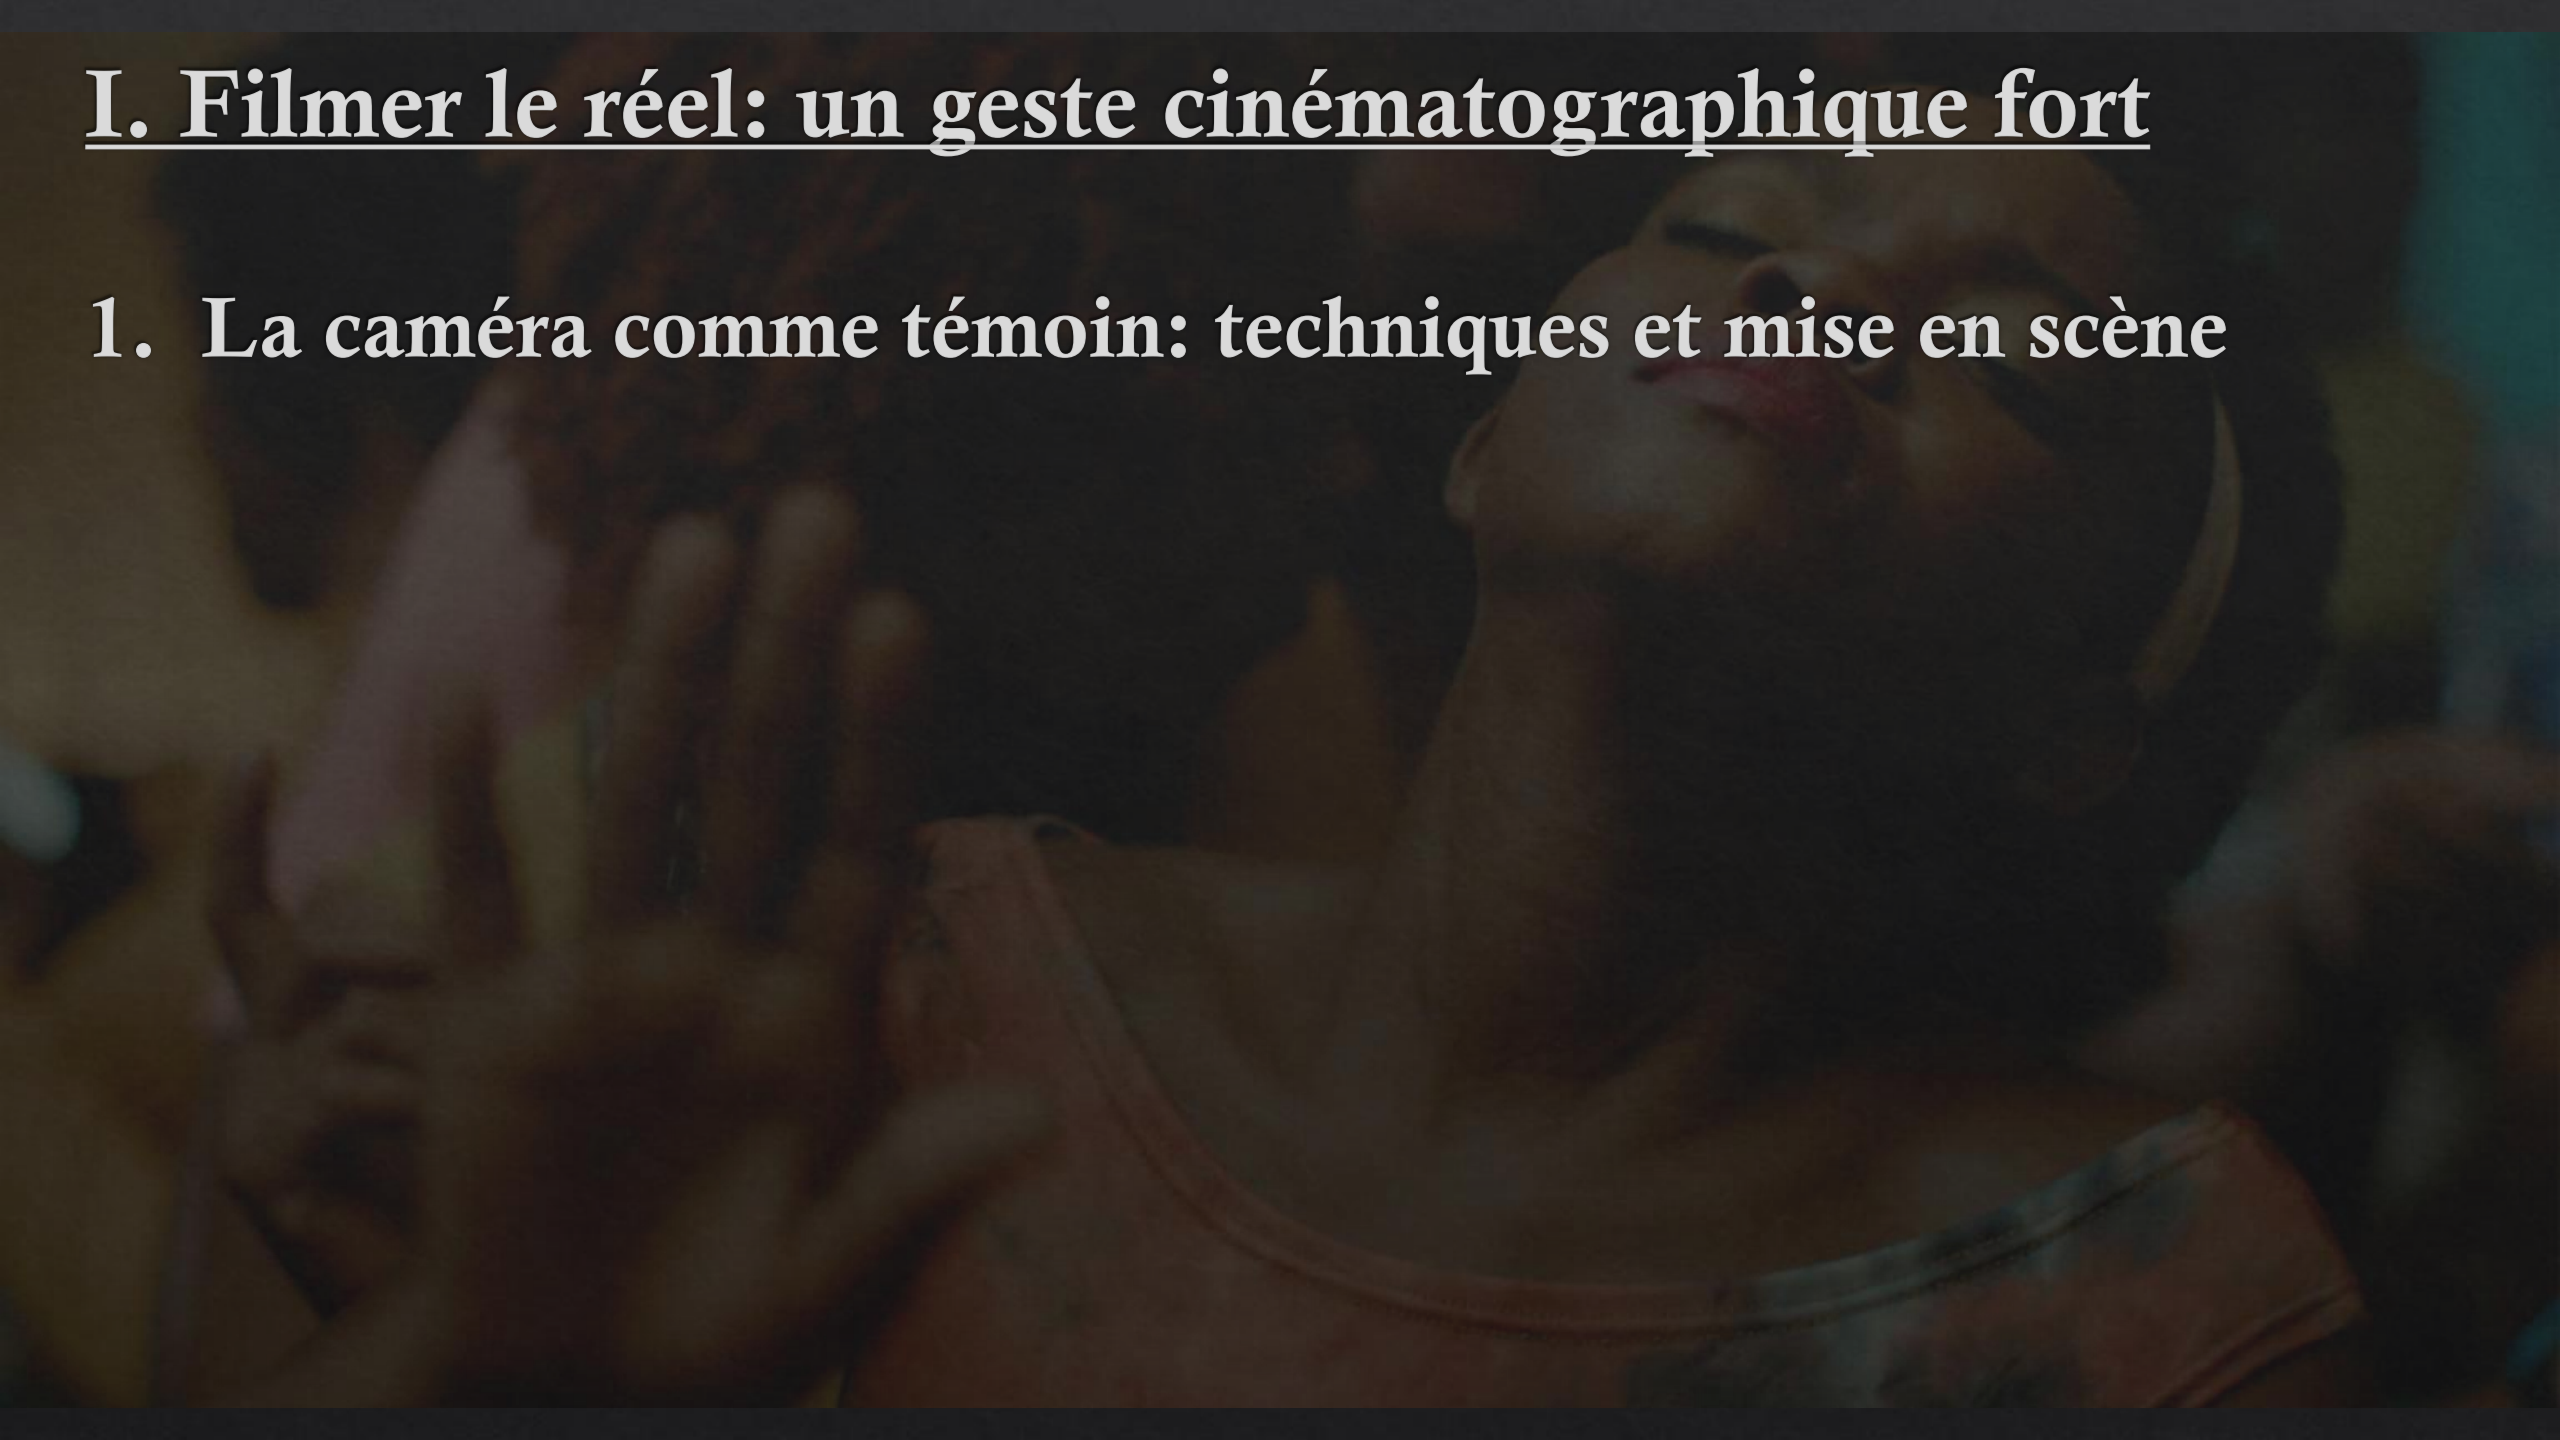 I. Filmer le réel: un geste cinématographique fort
1. La caméra comme témoin: techniques et mise en scène